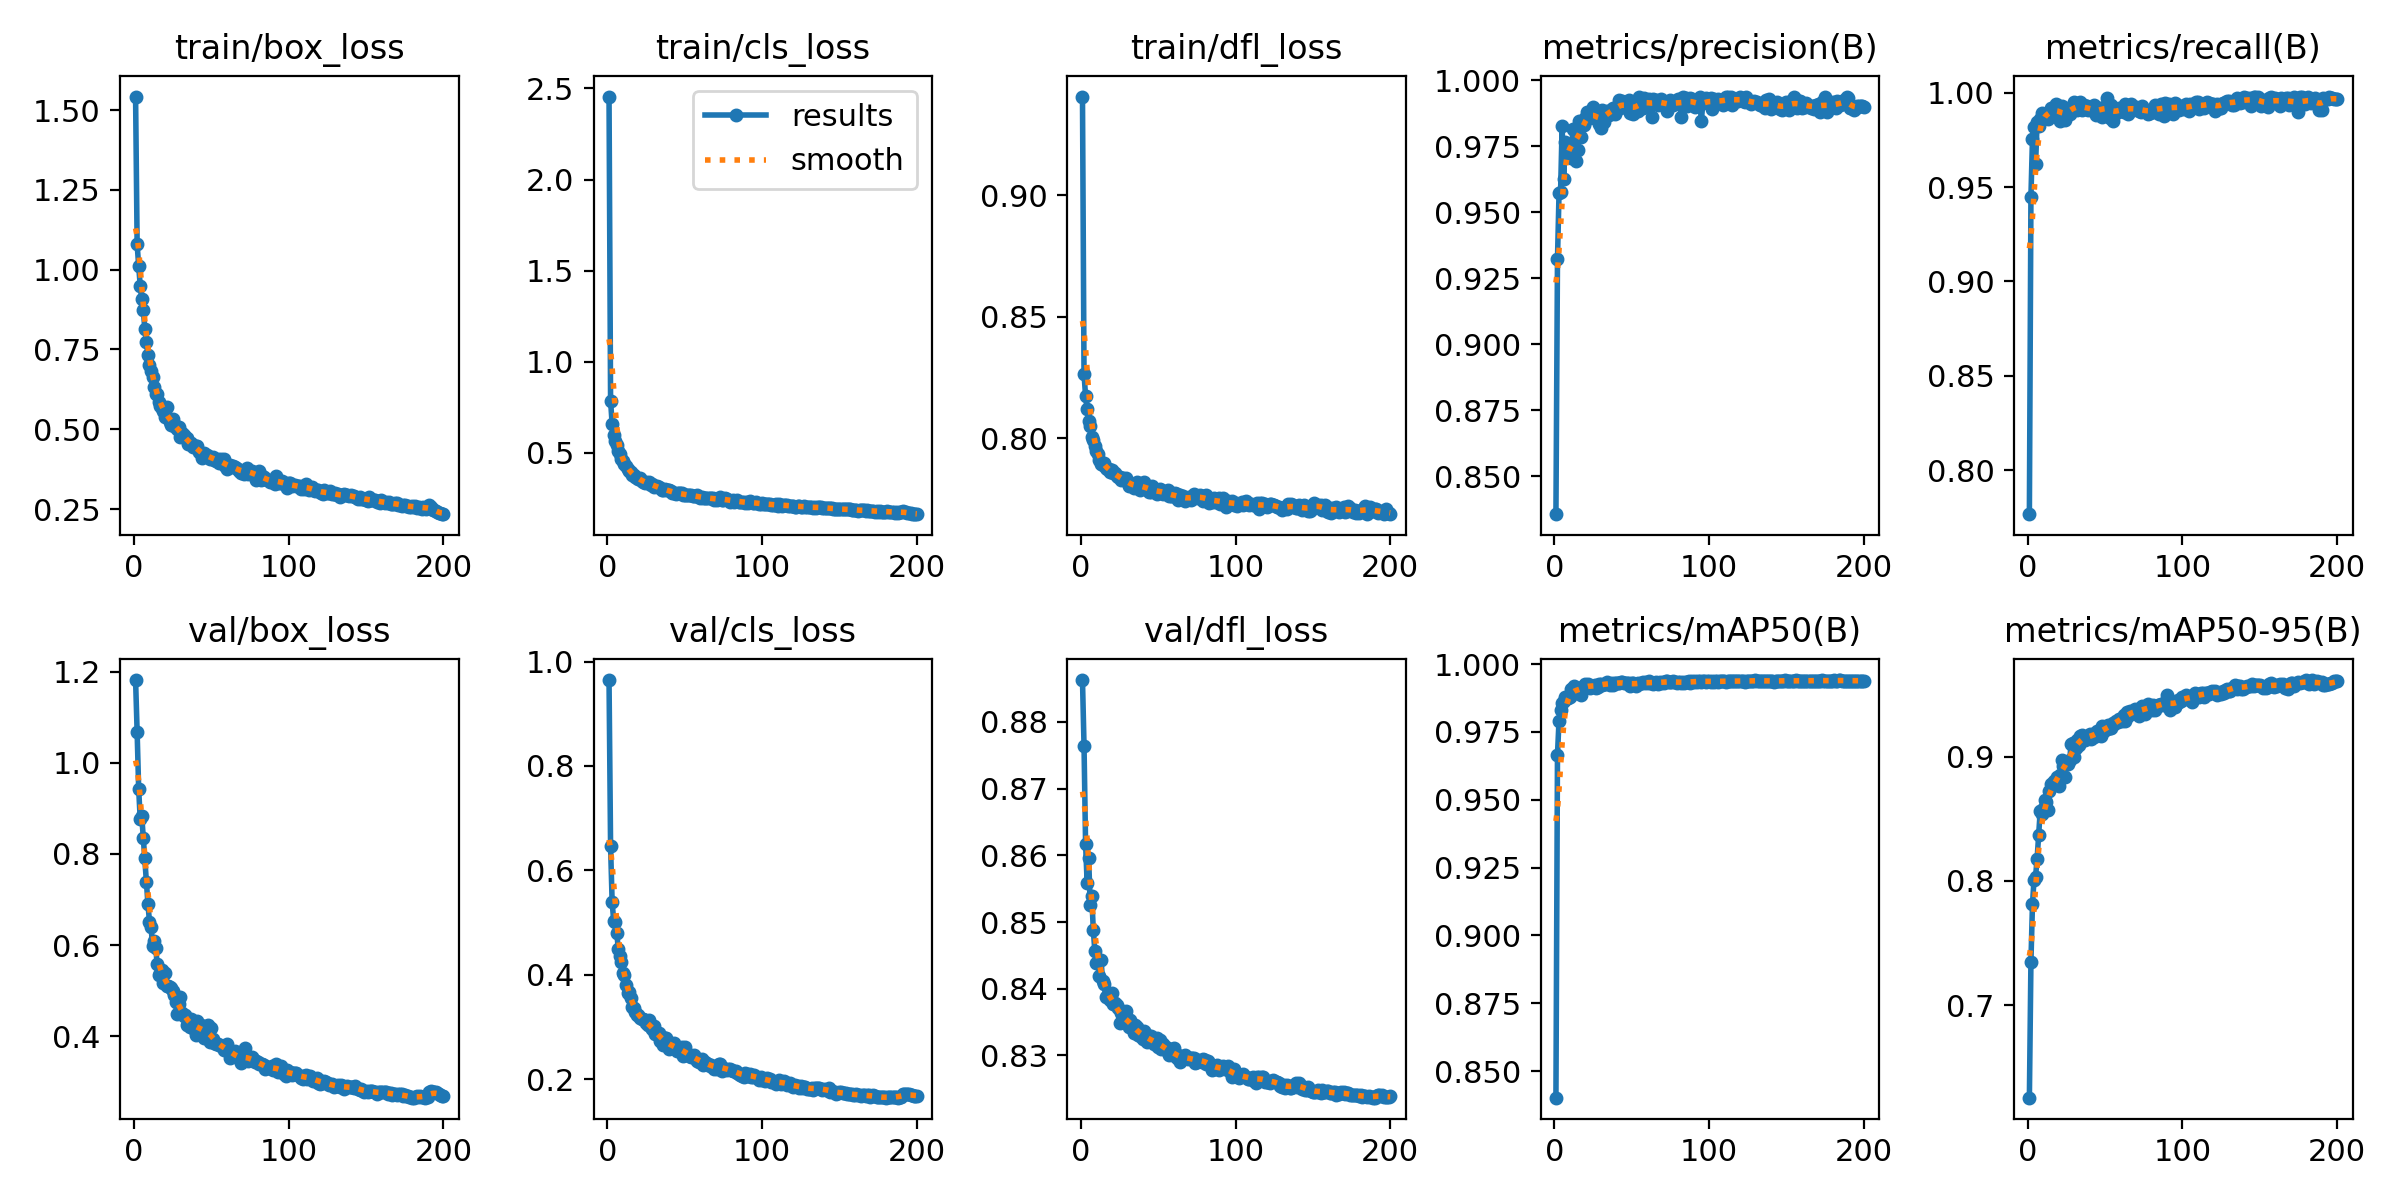 train/box_loss
1.50
1.25
1.00
0.75
0.50
0.25
0 100 200
train/cls_loss
2.5
2.0
1.5
1.0
0.5
results
smooth
0 100 200
train/dfl_loss
0.90
0.85
0.80
0 100 200
metrics/precision(B)
1.000
0.975
0.950
0.925
0.900
0.875
0.850
0 100 200
metrics/recall(B)
1.00
0.95
0.90
0.85
0.80
0 100 200
val/box_loss
1.2
1.0
0.8
0.6
0.4
0 100 200
val/cls_loss
1.0
0.8
0.6
0.4
0.2
0 100 200
val/dfl_loss
0.88
0.87
0.86
0.85
0.84
0.83
0 100 200
metrics/mAP50(B)
1.000
0.975
0.950
0.925
0.900
0.875
0.850
0 100 200
metrics/mAP50-95(B)
0.9
0.8
0.7
0 100 200